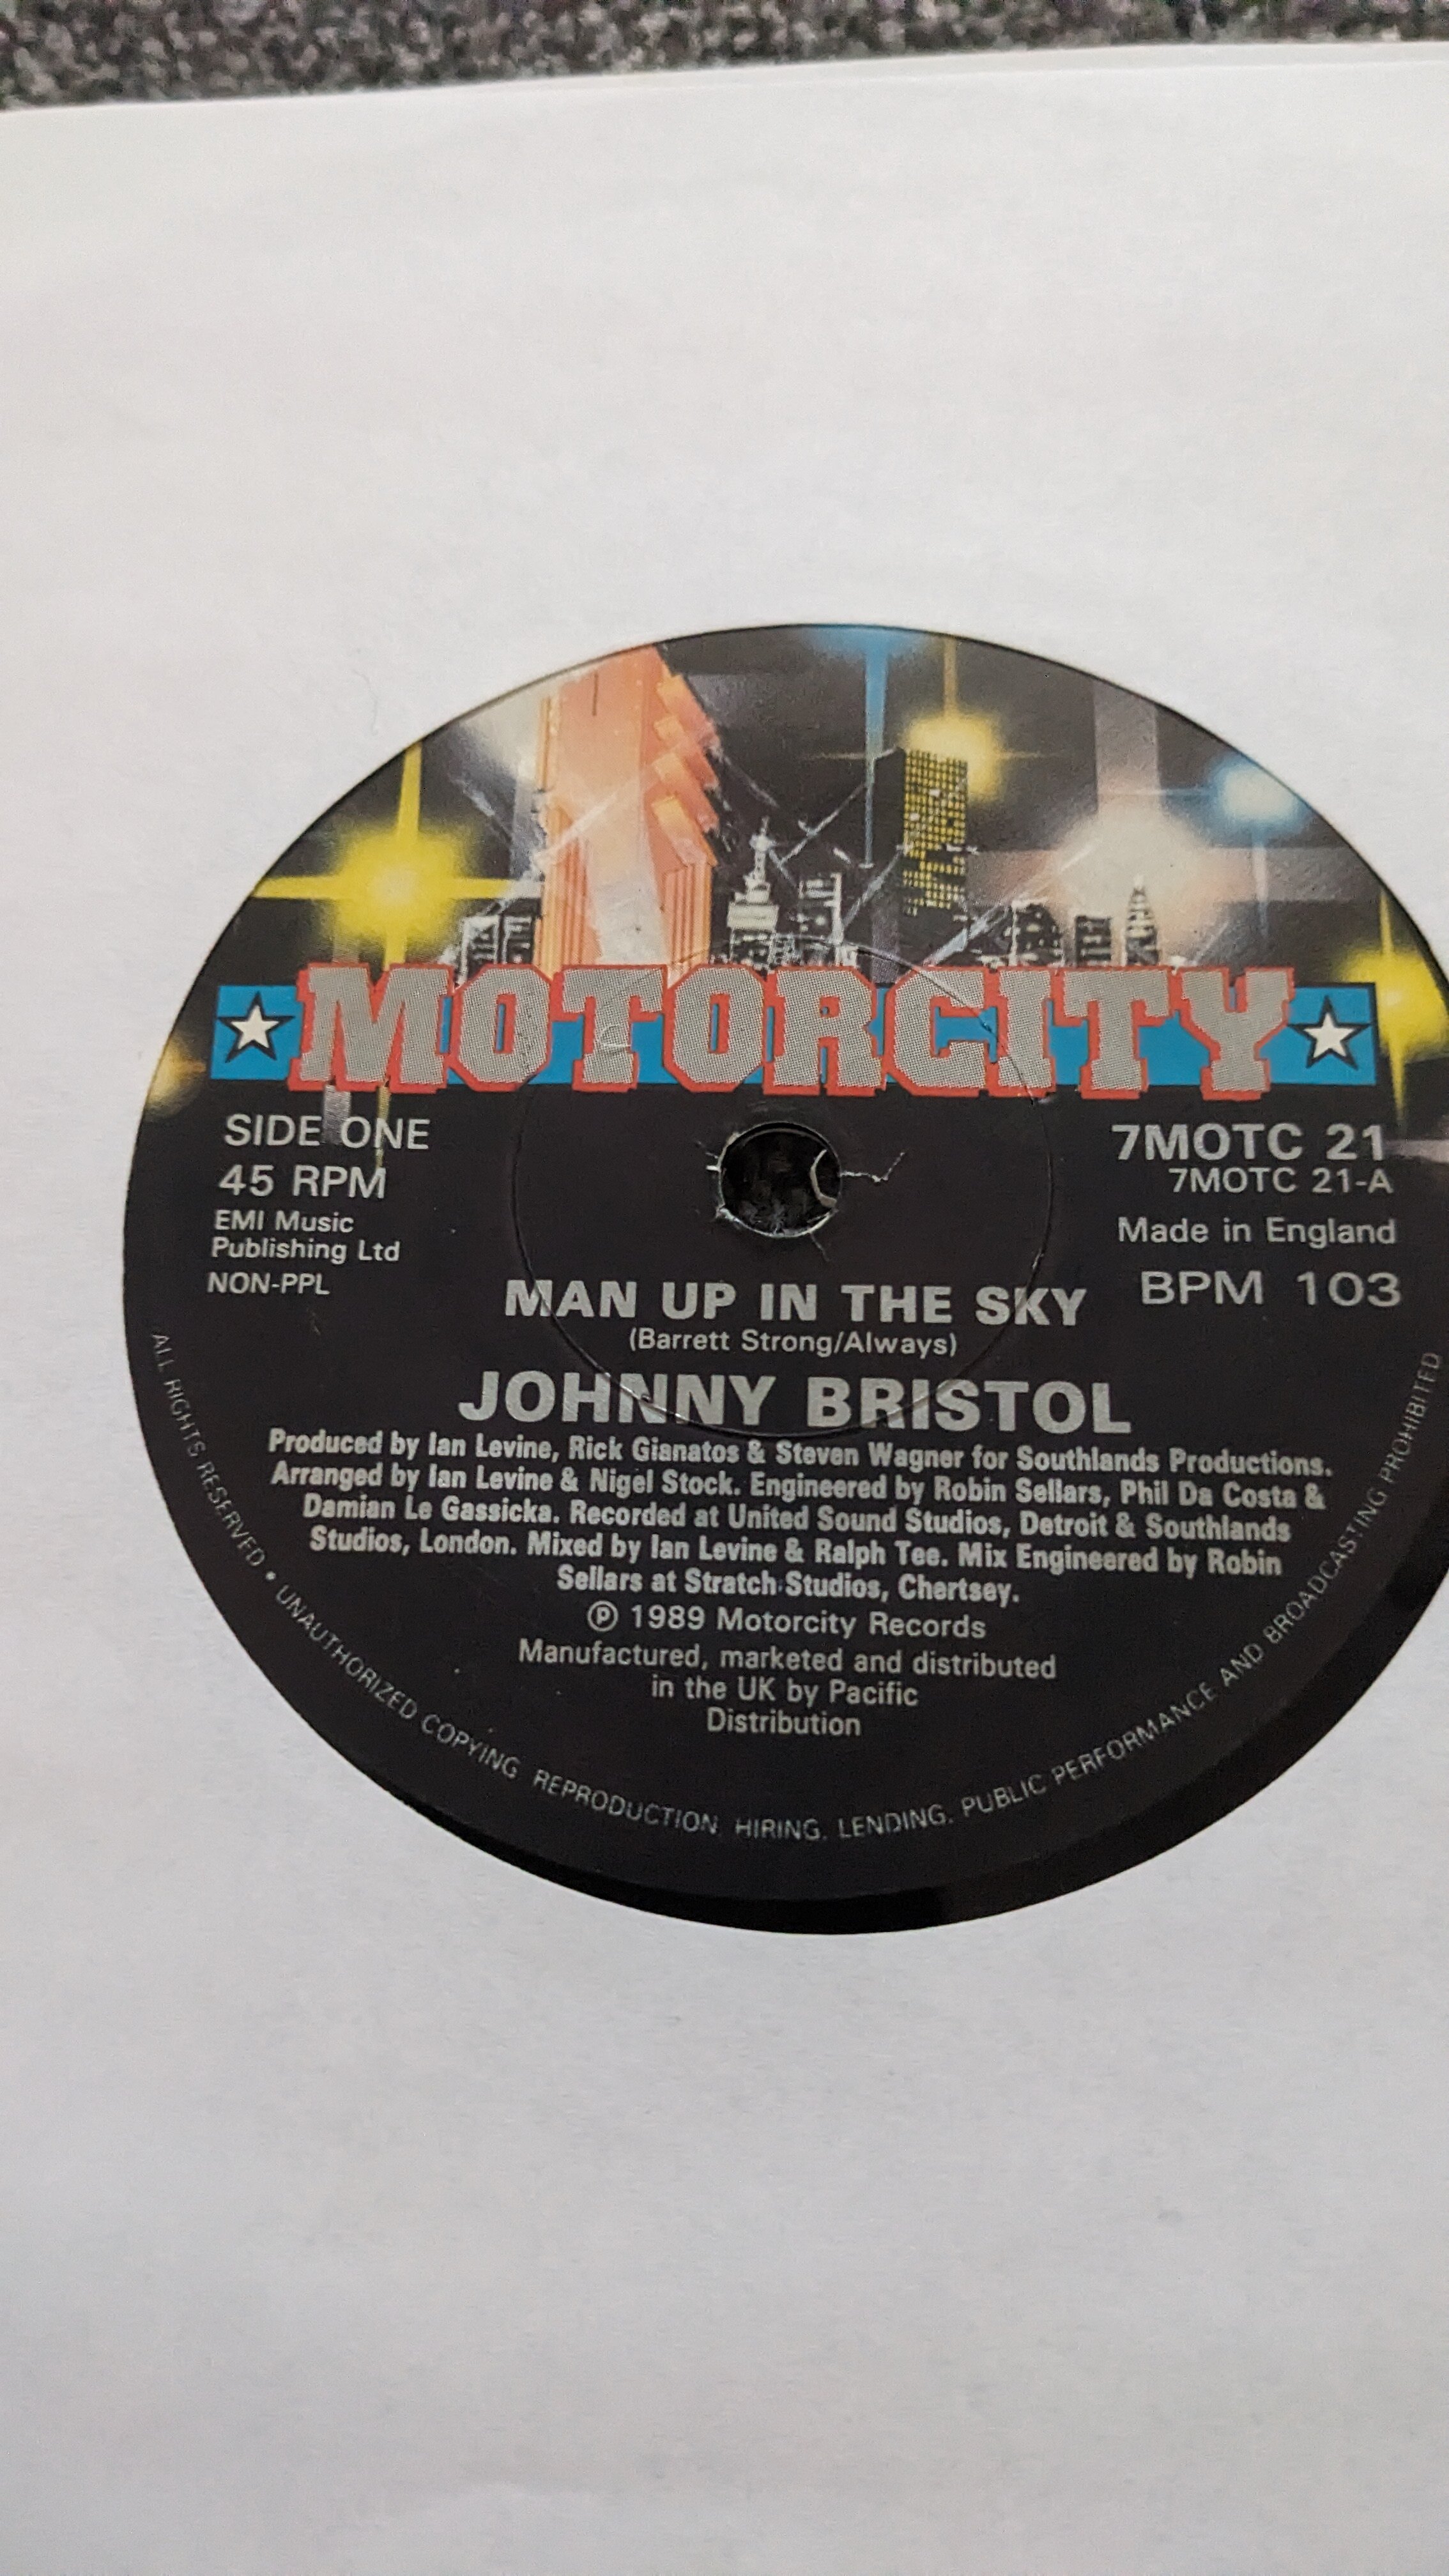 MOTORCITY
SIDE ONE
45 RPM
EMI Music
Publishing Ltd
NON-PPL
7MOTC 21
7MOTC 21-A
Made in England
BPM 103
MAN UP IN THE SKY
(Barrett Strong/Always)
JOHNNY BRISTOL
Produced by Ian Levine, Rick Gianatos & Steven Wagner for Southlands Productions.
Arranged by Ian Levine & Nigel Stock. Engineered by Robin Sellars, Phil Da Costa &
Damian Le Gassicka. Recorded at United Sound Studios, Detroit & Southlands
Studios, London. Mixed by Ian Levine & Ralph Tee. Mix Engineered by Robin
Sellars at Stratch Studios, Chertsey.
℗ 1989 Motorcity Records
Manufactured, marketed and distributed
in the UK by Pacific
Distribution
ALL RIGHTS RESERVED • UNAUTHORIZED COPYING. REPRODUCTION. HIRING. LENDING. PUBLIC PERFORMANCE AND BROADCASTING PROHIBITED